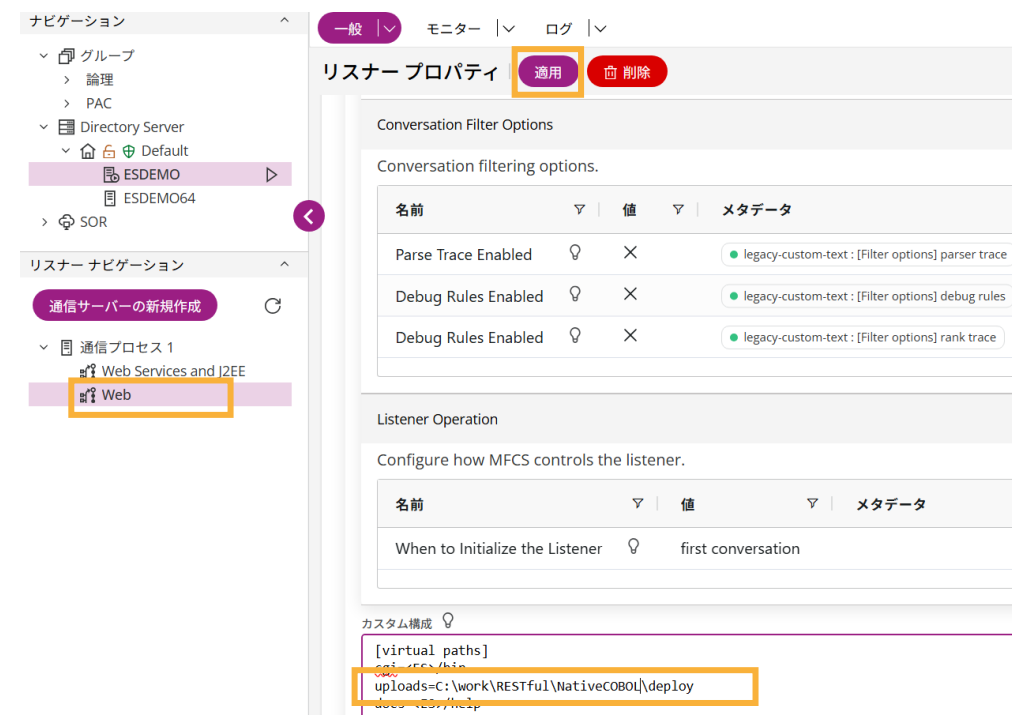 ナビゲーション
グループ
論理
PAC
Directory Server
Default
ESDEMO
ESDEMO64
SOR
リスナー ナビゲーション
通信サーバーの新規作成
通信プロセス 1
Web Services and J2EE
Web
一般 モニター ログ
リスナー プロパティ 適用 削除
Conversation Filter Options
Conversation filtering options.
名前 値 メタデータ
Parse Trace Enabled legacy-custom-text : [Filter options] parser trace
Debug Rules Enabled legacy-custom-text : [Filter options] debug rules
Debug Rules Enabled legacy-custom-text : [Filter options] rank trace
Listener Operation
Configure how MFCS controls the listener.
名前 値 メタデータ
When to Initialize the Listener first conversation
カスタム構成
[virtual paths]
cgi=<ES>/bin
uploads=C:\work\RESTful\NativeCOBOL\deploy
docs=<ES>/help